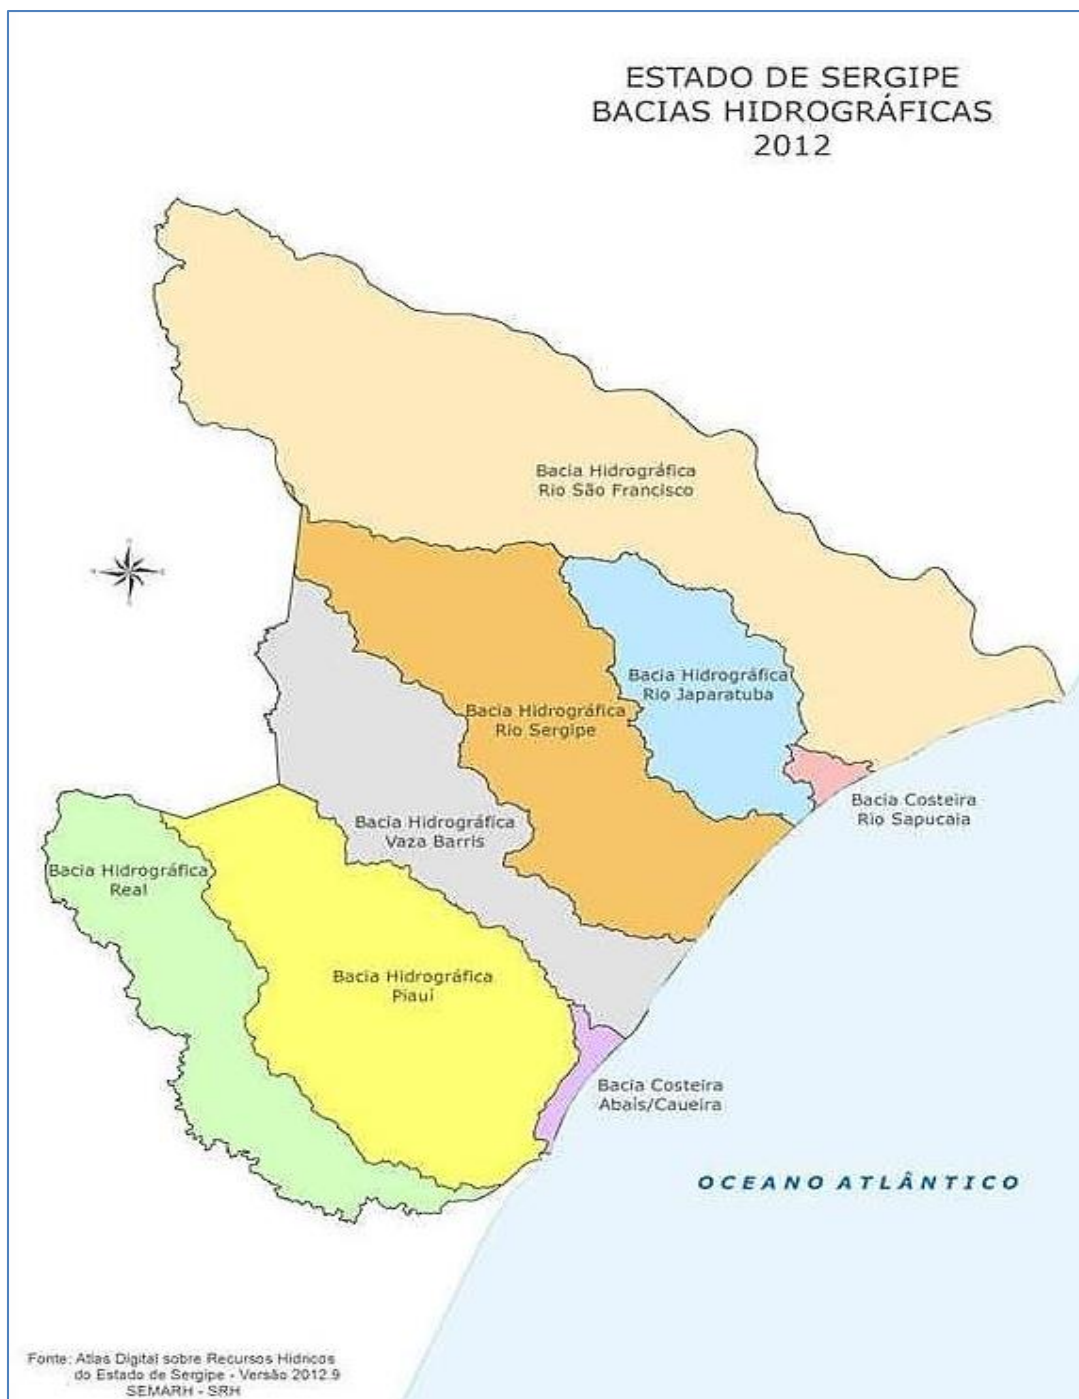 ESTADO DE SERGIPE
BACIAS HIDROGRÁFICAS
2012
Bacia Hidrográfica
Rio São Francisco
Bacia Hidrográfica
Rio Japaratuba
Bacia Hidrográfica
Rio Sergipe
Bacia Costeira
Rio Sapucaia
Bacia Hidrográfica
Vaza Barris
Bacia Hidrográfica
Real
Bacia Hidrográfica
Piauí
Bacia Costeira
Abaís/Caueira
OCEANO ATLÂNTICO
Fonte: Atlas Digital sobre Recursos Hídricos
do Estado de Sergipe - Versão 2012.9
SEMARH - SRH